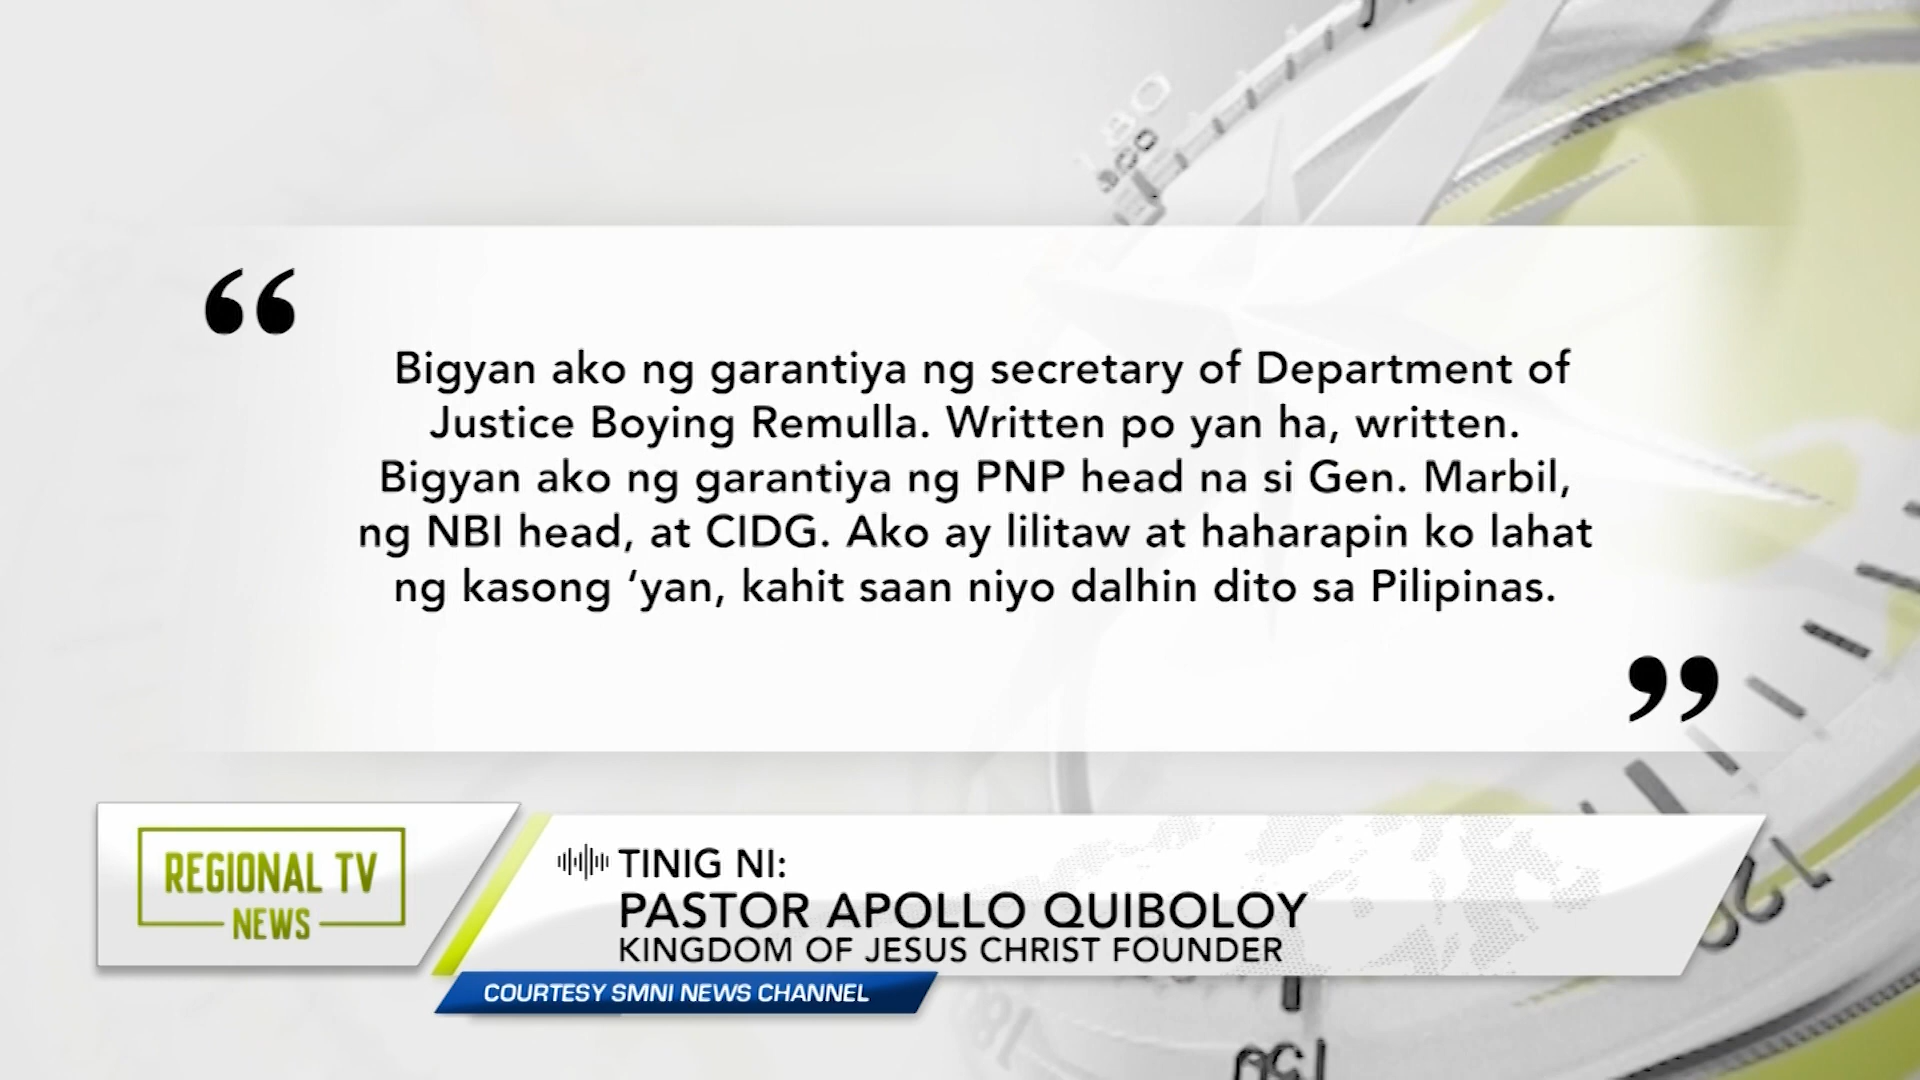 “
Bigyan ako ng garantiya ng secretary of Department of
Justice Boying Remulla. Written po yan ha, written.
Bigyan ako ng garantiya ng PNP head na si Gen. Marbil,
ng NBI head, at CIDG. Ako ay lilitaw at haharapin ko lahat
ng kasong ‘yan, kahit saan niyo dalhin dito sa Pilipinas.
”
REGIONAL TV
NEWS
TINIG NI:
PASTOR APOLLO QUIBOLOY
KINGDOM OF JESUS CHRIST FOUNDER
COURTESY SMNI NEWS CHANNEL